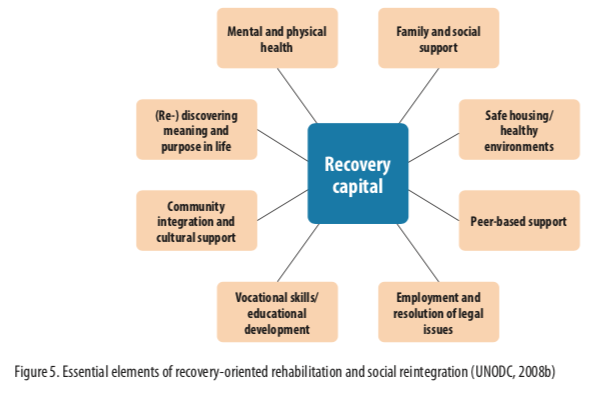 Mental and physical
health
Family and social
support
(Re-) discovering
meaning and
purpose in life
Safe housing/
healthy
environments
Recovery
capital
Community
integration and
cultural support
Peer-based support
Vocational skills/
educational
development
Employment and
resolution of legal
issues
Figure 5. Essential elements of recovery-oriented rehabilitation and social reintegration (UNODC, 2008b)